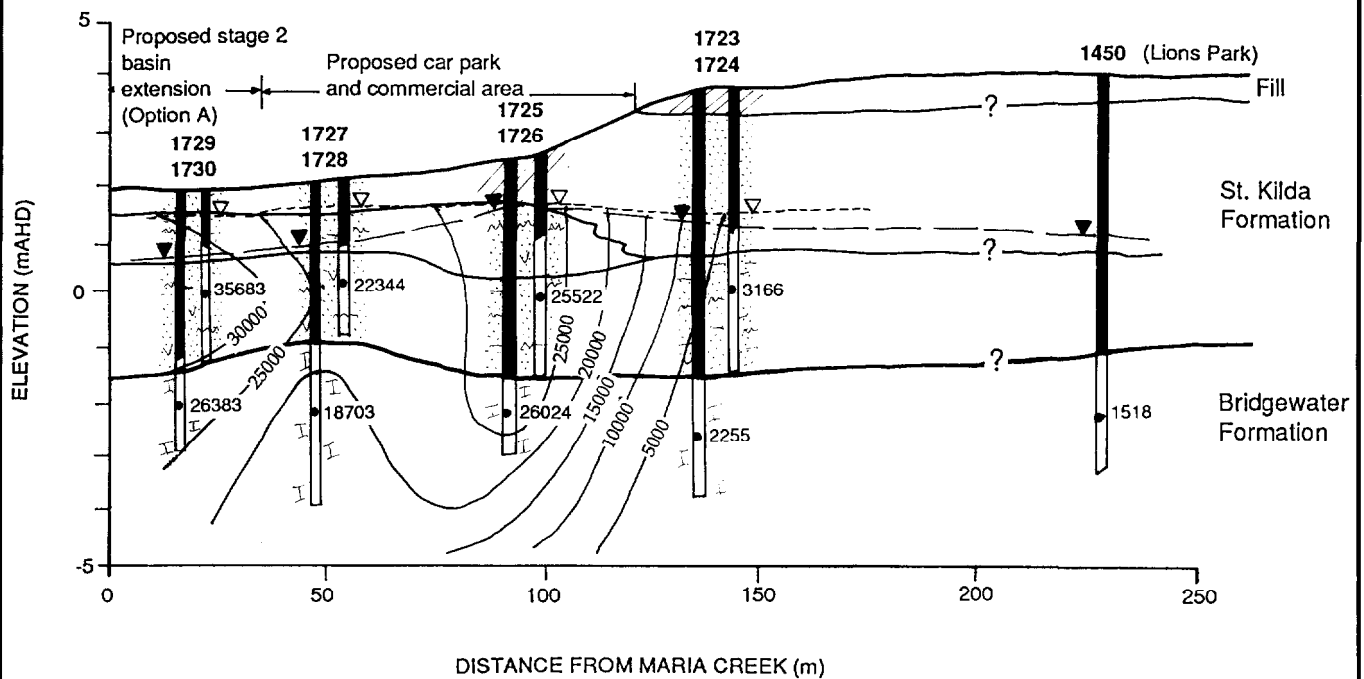 5
Proposed stage 2
basin
extension
(Option A)
Proposed car park
and commercial area
1729
1730
1727
1728
1725
1726
1723
1724
1450 (Lions Park)
Fill
?
St. Kilda
Formation
?
ELEVATION (mAHD)
0
35683
22344
25522
3166
30000
25000
25000
20000
15000
10000
5000
?
26383
18703
26024
2255
1518
Bridgewater
Formation
-5
0
50
100
150
200
250
DISTANCE FROM MARIA CREEK (m)